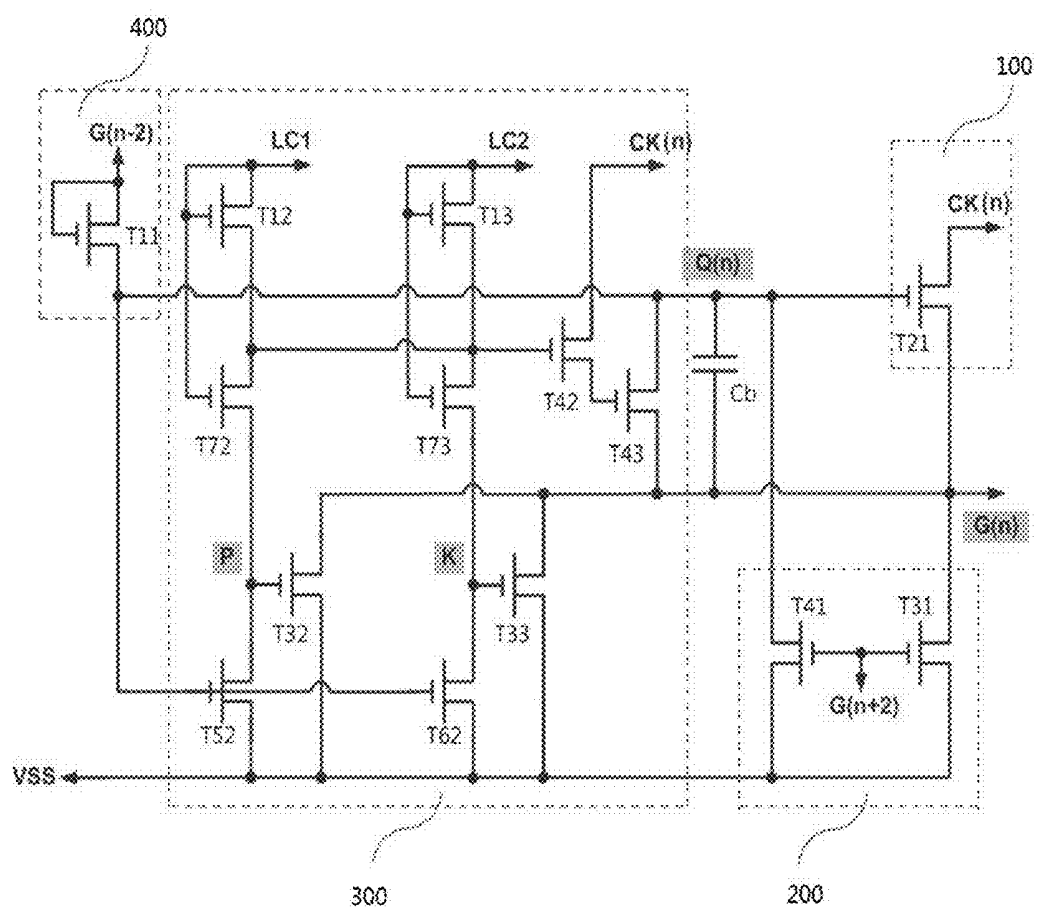 400
100
G(n-2)
LC1
LC2
CK(n)
T11
T12
T13
CK(n)
Q(n)
T21
T72
T73
T42
T43
Cb
G(n)
P
K
T32
T33
T41
T31
T52
T62
G(n+2)
VSS
300
200